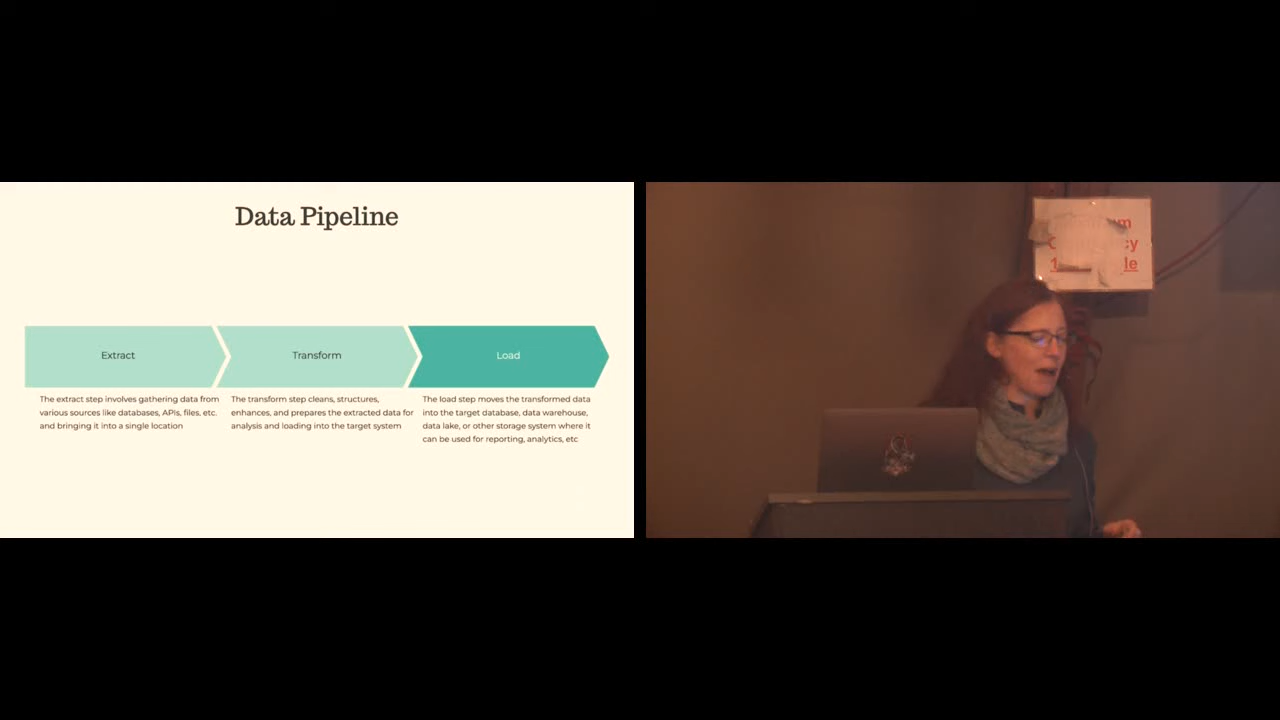 Data Pipeline
Extract
Transform
Load
The extract step involves gathering data from
various sources like databases, APIs, files, etc.
and bringing it into a single location
The transform step cleans, structures,
enhances, and prepares the extracted data for
analysis and loading into the target system
The load step moves the transformed data
into the target database, data warehouse,
data lake, or other storage system where it
can be used for reporting, analytics, etc